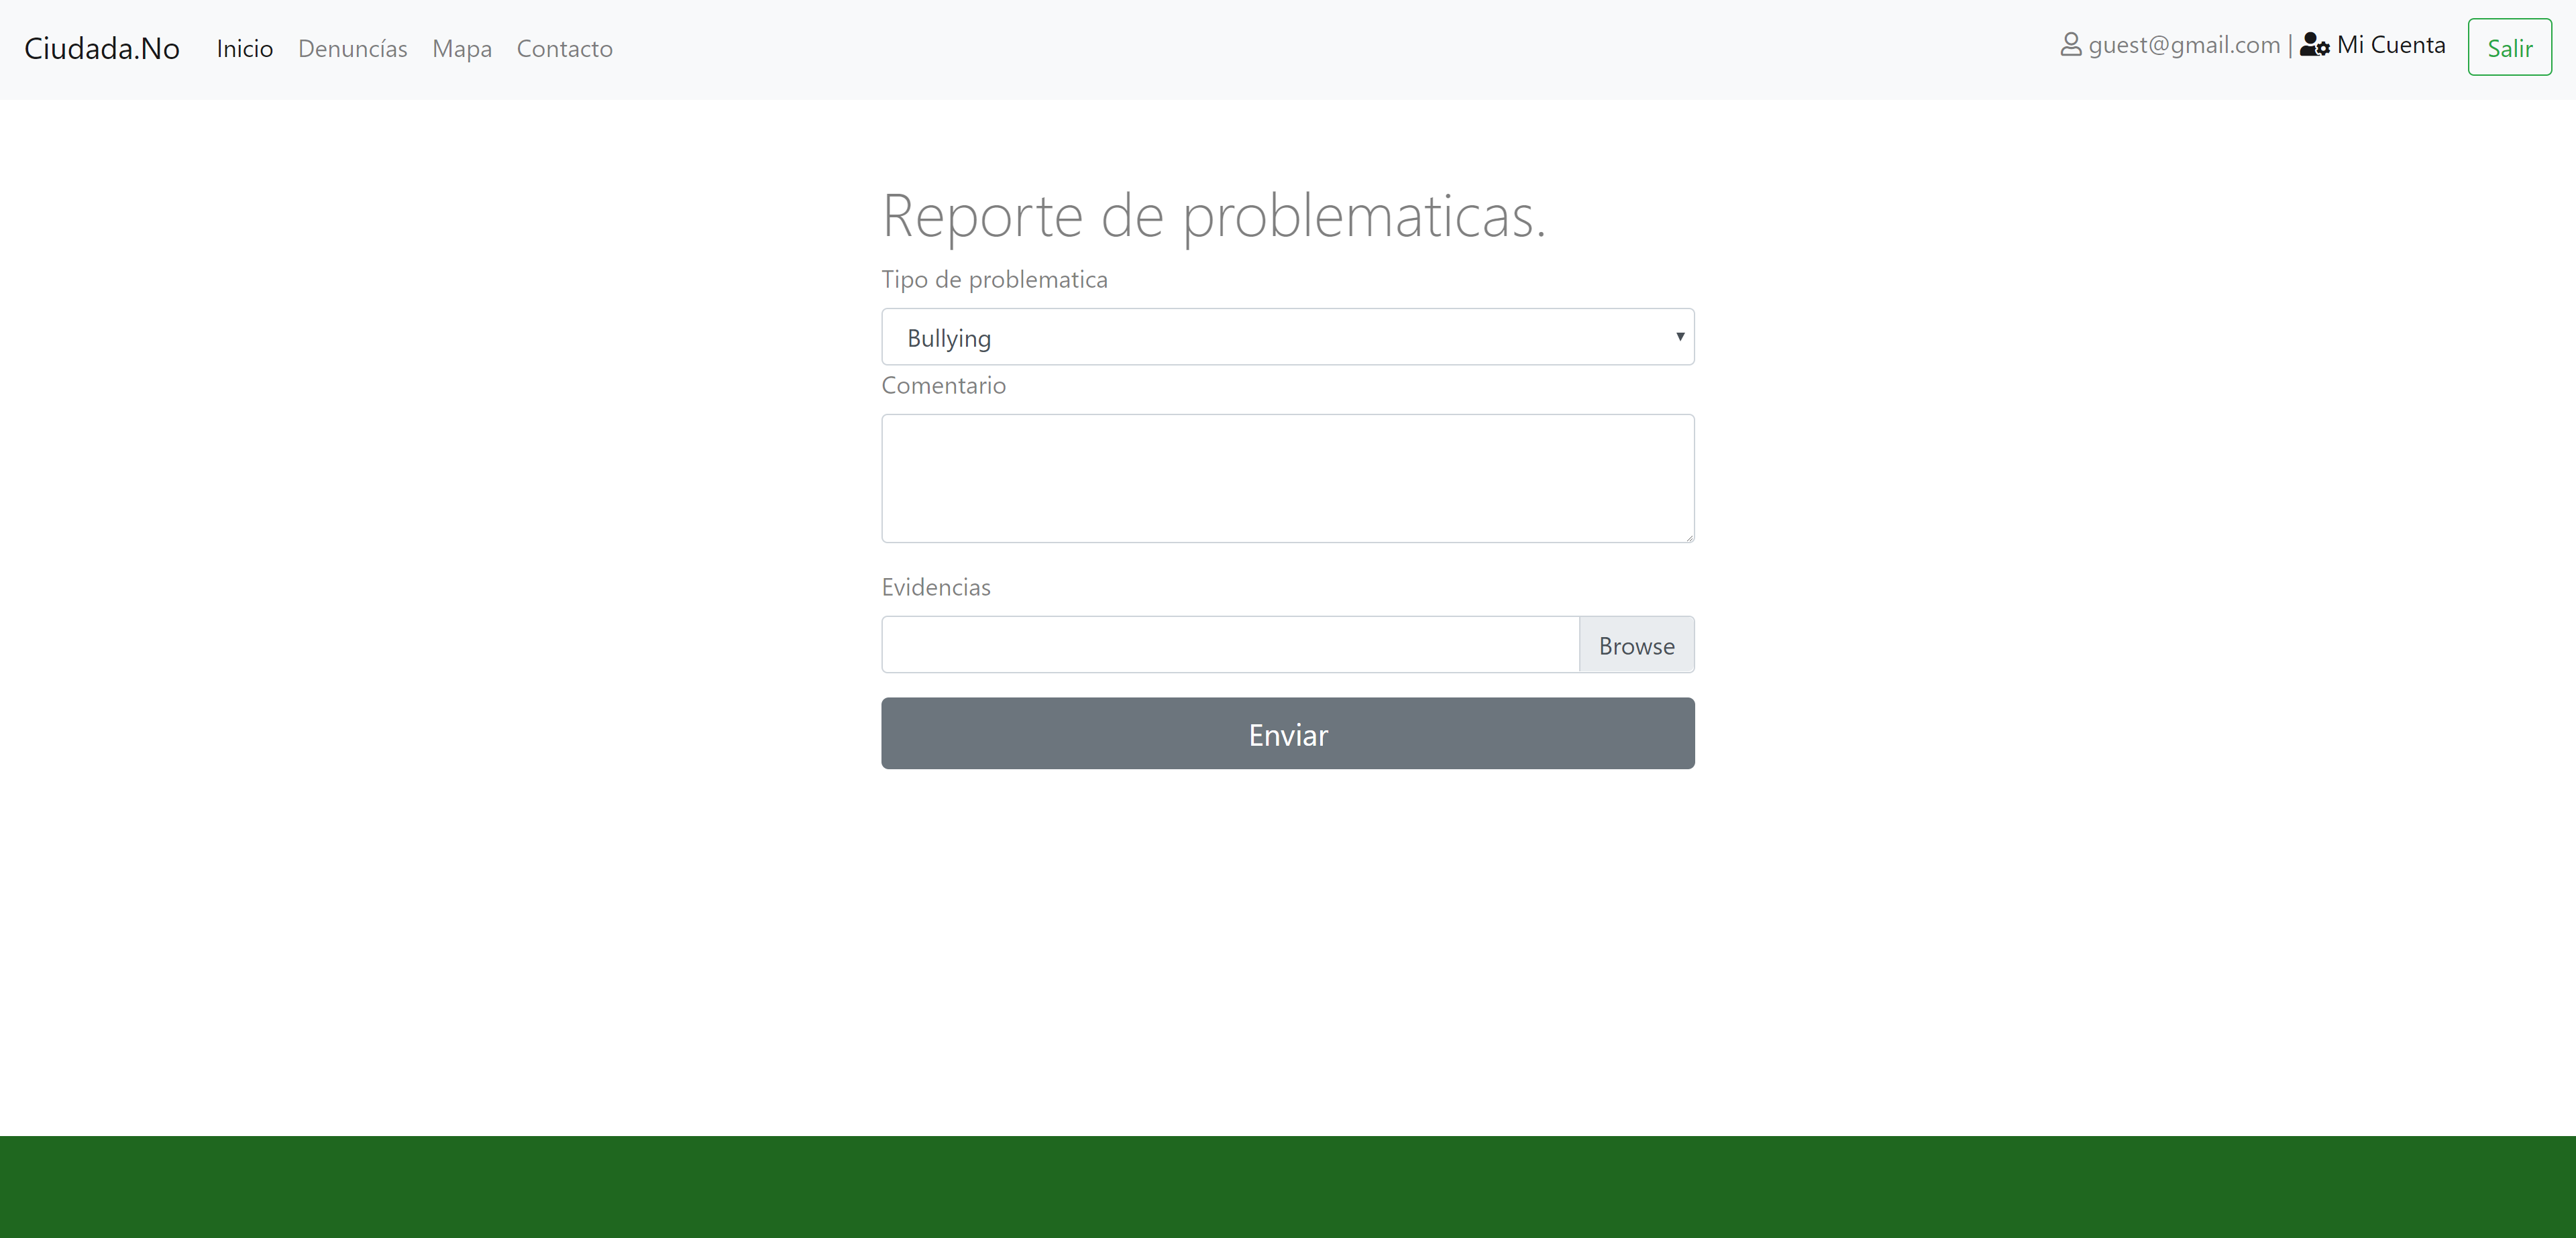 Ciudada.No Inicio Denuncías Mapa Contacto guest@gmail.com | Mi Cuenta Salir
Reporte de problematicas.
Tipo de problematica
Bullying
Comentario
Evidencias
Browse
Enviar